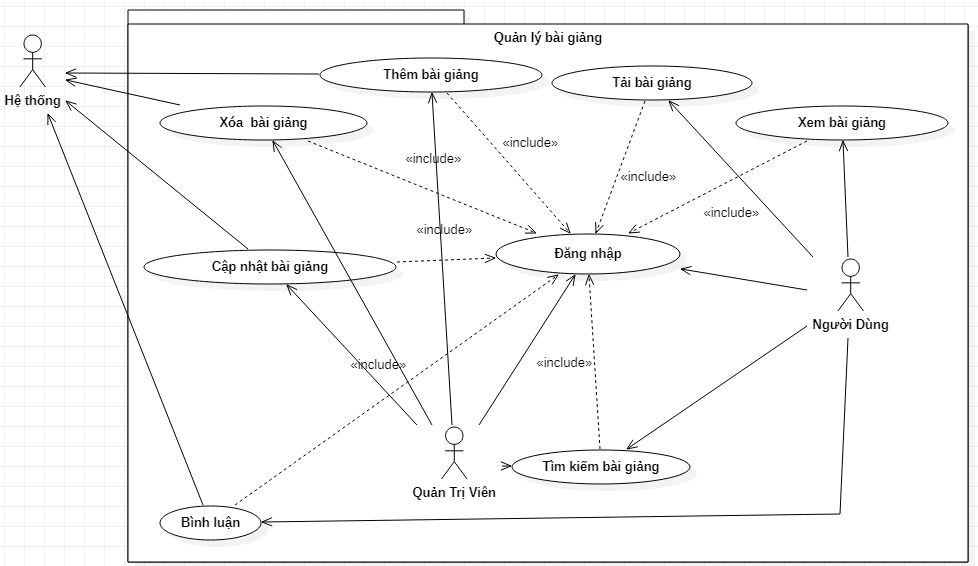 Quản lý bài giảng
Hệ thống
Thêm bài giảng
Tải bài giảng
Xóa bài giảng
Xem bài giảng
«include»
«include»
«include»
«include»
«include»
Đăng nhập
Cập nhật bài giảng
Người Dùng
«include»
«include»
Quản Trị Viên
Tìm kiếm bài giảng
Bình luận